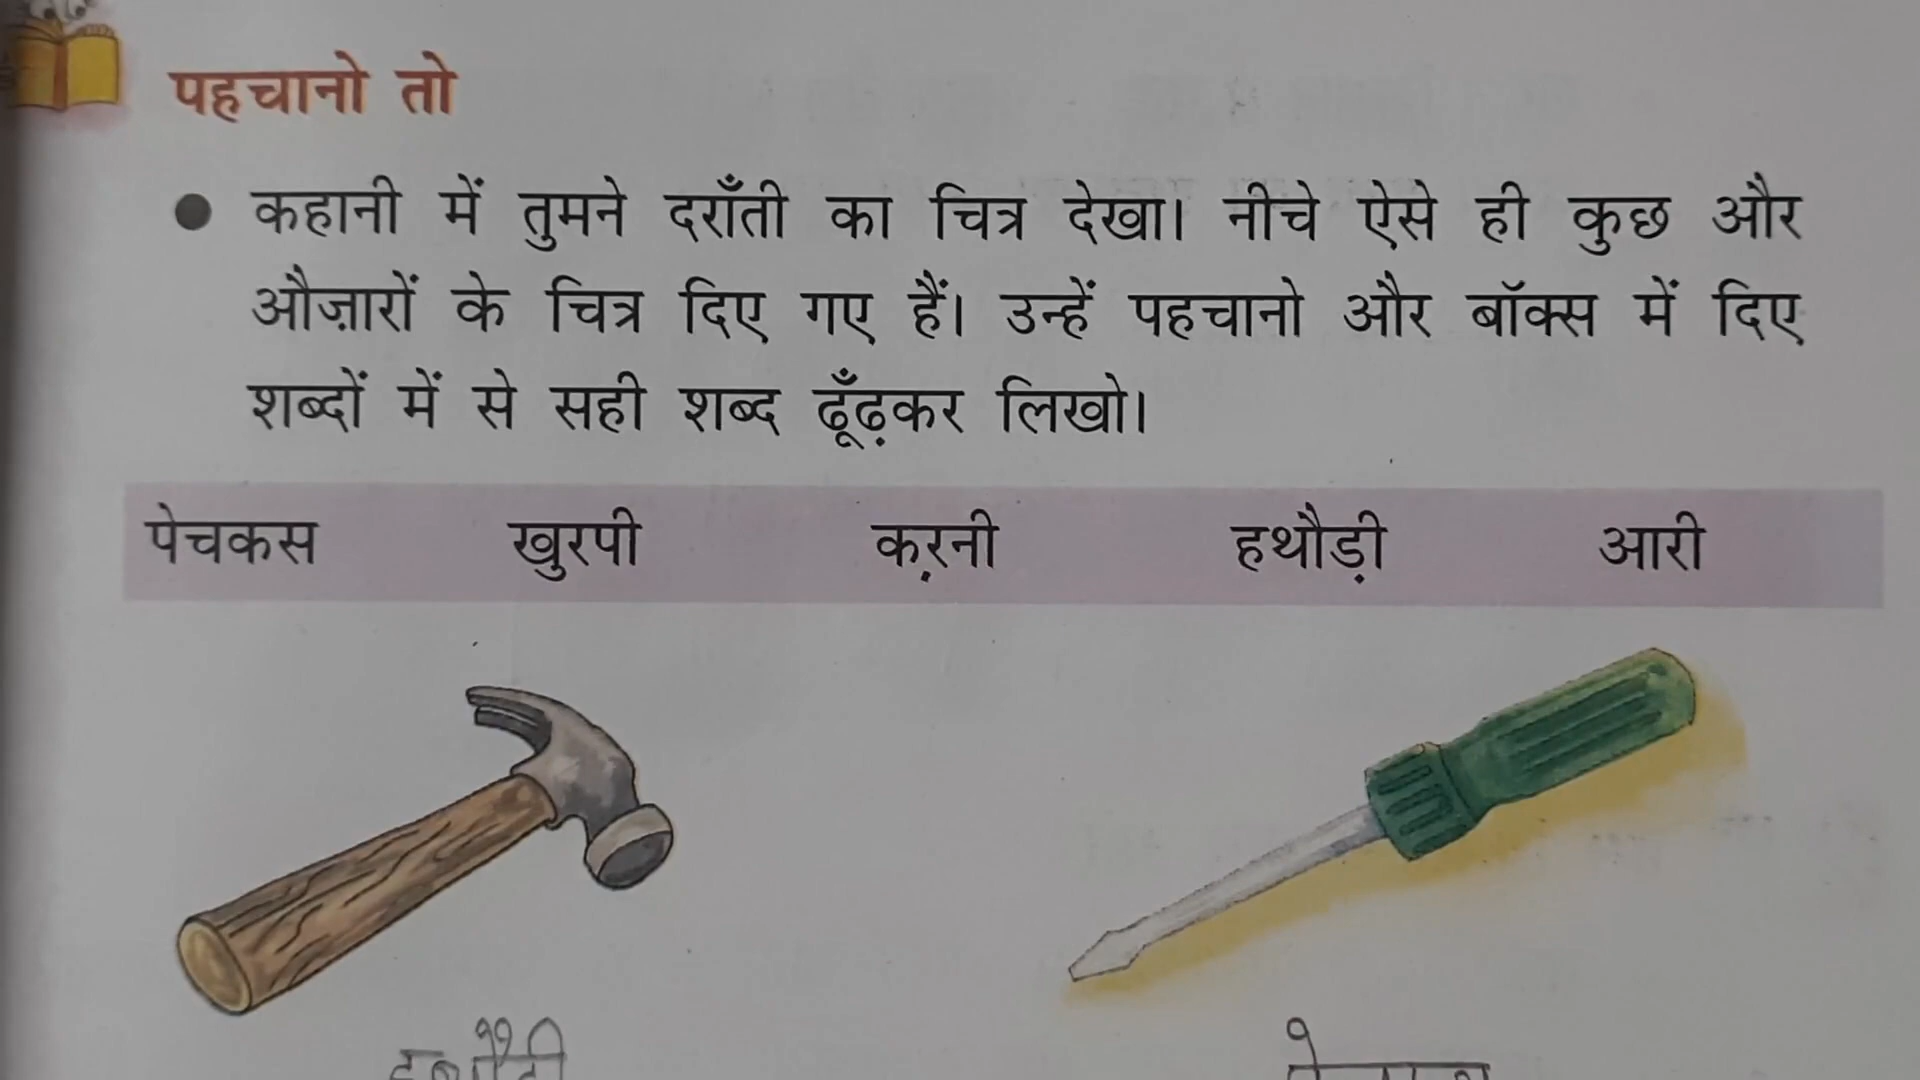 पहचानो तो
● कहानी में तुमने दराँती का चित्र देखा। नीचे ऐसे ही कुछ और
औज़ारों के चित्र दिए गए हैं। उन्हें पहचानो और बॉक्स में दिए
शब्दों में से सही शब्द ढूँढ़कर लिखो।
पेचकस खुरपी कऱनी हथौड़ी आरी